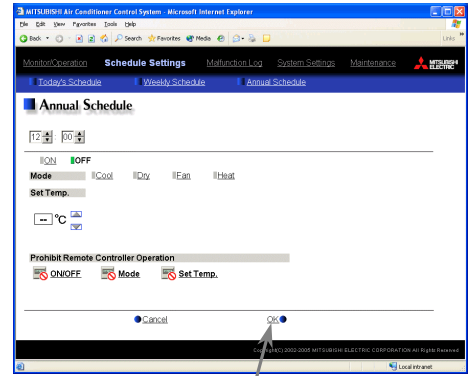 MITSUBISHI Air Conditioner Control System - Microsoft Internet Explorer
File Edit View Favorites Tools Help
Back Search Favorites Media Links
Monitor/Operation Schedule Settings Malfunction Log System Settings Maintenance MITSUBISHI ELECTRIC
Today's Schedule Weekly Schedule Annual Schedule
Annual Schedule
12 00
ON OFF
Mode Cool Dry Fan Heat
Set Temp.
-- °C
Prohibit Remote Controller Operation
ON/OFF Mode Set Temp.
Cancel OK
Copyright(C) 2002-2005 MITSUBISHI ELECTRIC CORPORATION All Rights Reserved
Local intranet